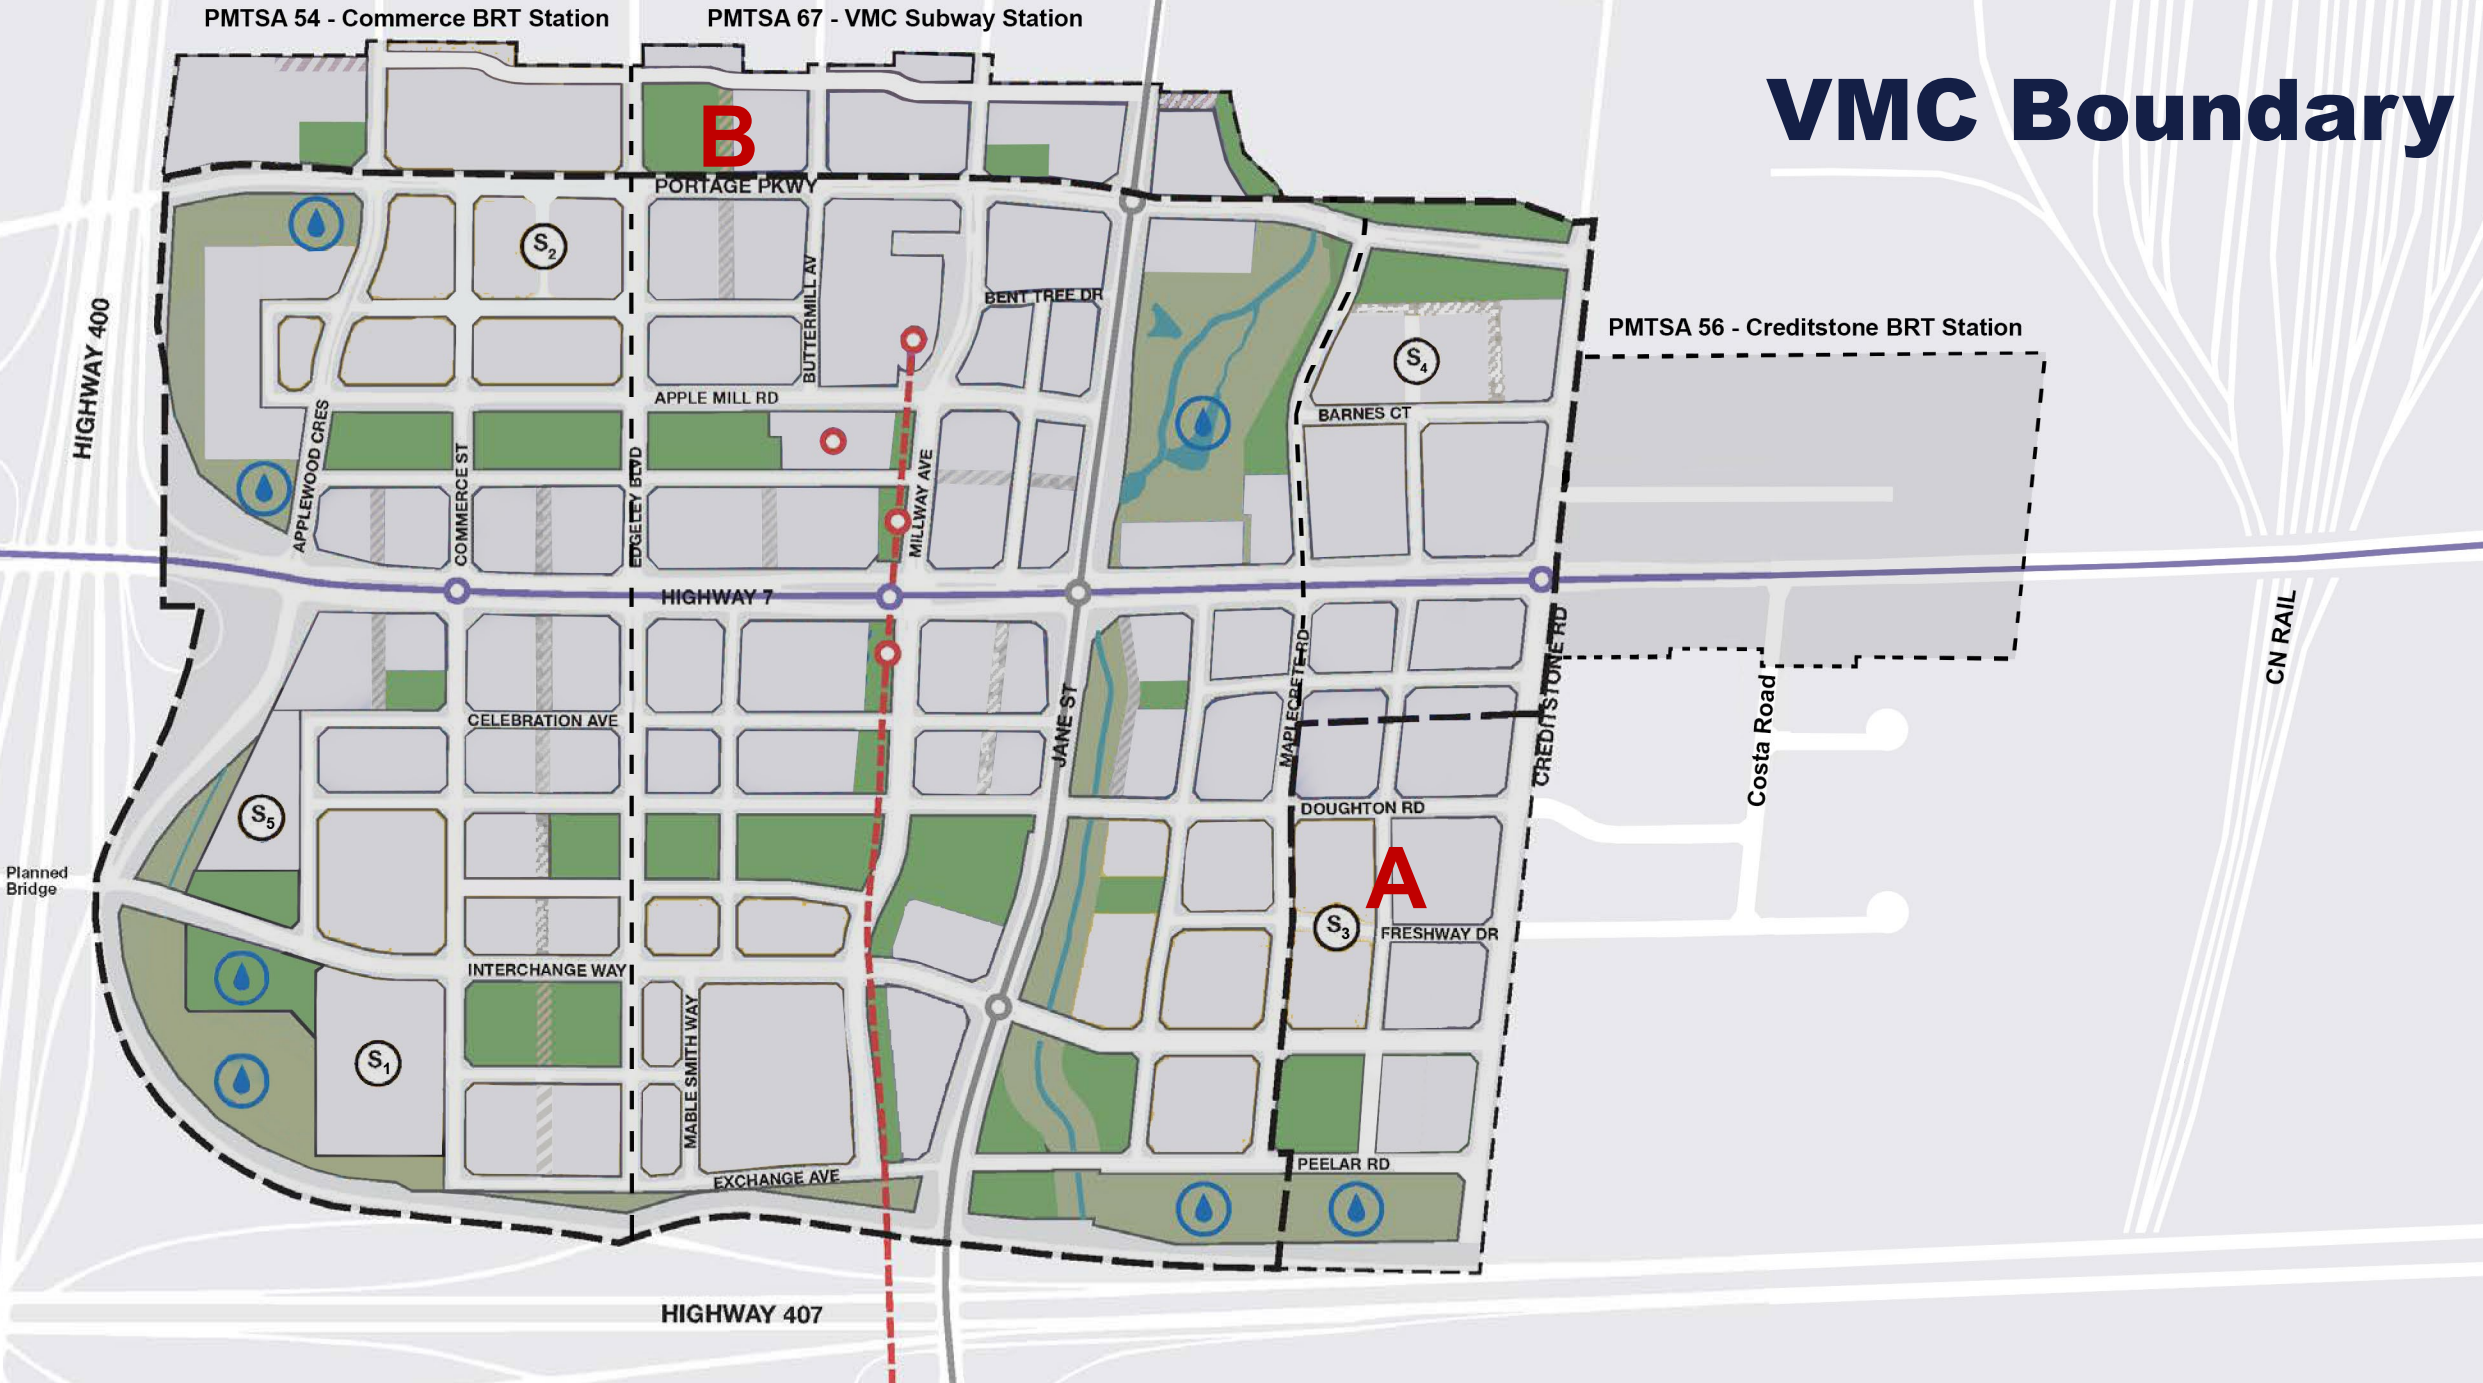 PMTSA 54 - Commerce BRT Station
PMTSA 67 - VMC Subway Station
VMC Boundary
B
PORTAGE PKWY
S2
BUTTERMILL AV
BENT TREE DR
HIGHWAY 400
PMTSA 56 - Creditstone BRT Station
S4
APPLE MILL RD
BARNES CT
APPLEWOOD CRES
COMMERCE ST
EDGELEY BLVD
MILLWAY AVE
HIGHWAY 7
CN RAIL
MAPLECRETE RD
CREDITSTONE RD
JANE ST
CELEBRATION AVE
Costa Road
S5
DOUGHTON RD
Planned
Bridge
A
S3
FRESHWAY DR
INTERCHANGE WAY
MABLE SMITH WAY
S1
PEELAR RD
EXCHANGE AVE
HIGHWAY 407